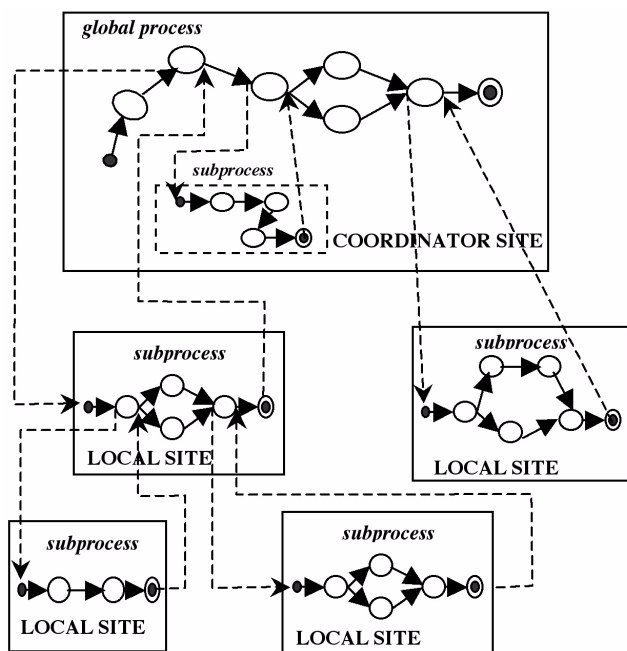 global process
subprocess
COORDINATOR SITE
subprocess
LOCAL SITE
subprocess
LOCAL SITE
subprocess
LOCAL SITE
subprocess
LOCAL SITE